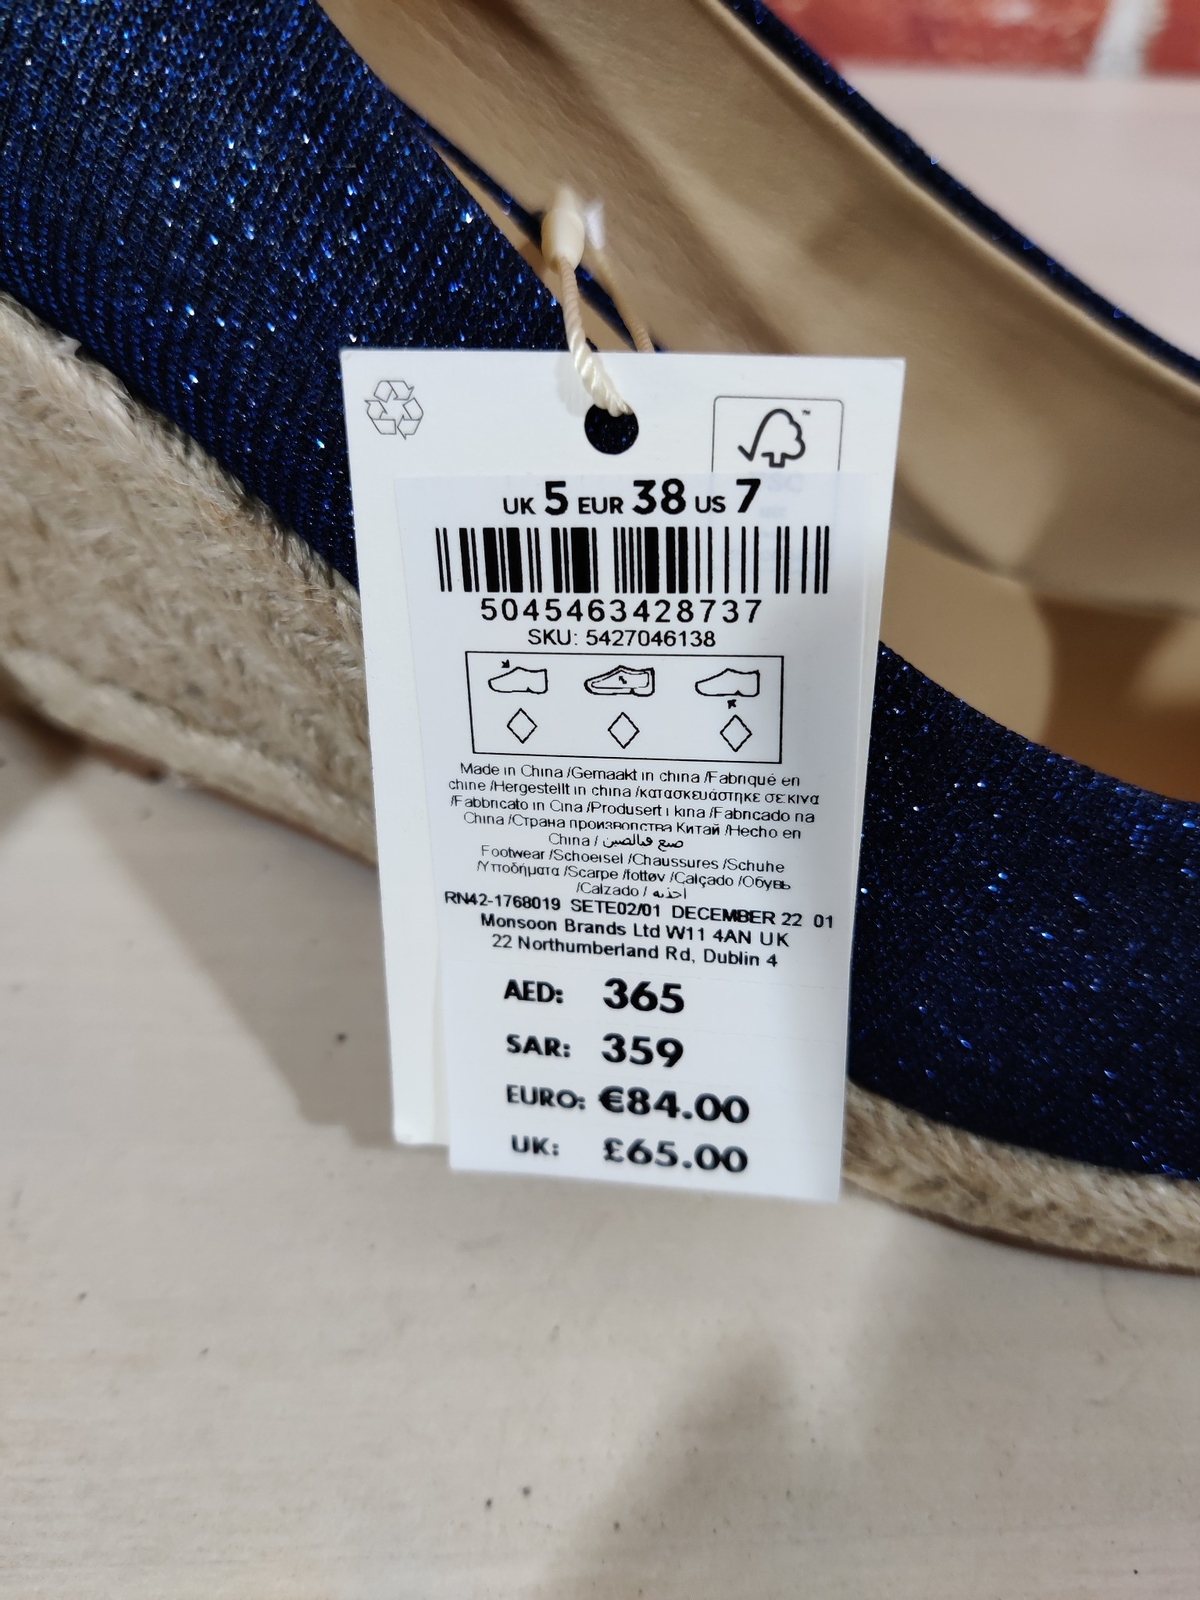 UK 5 EUR 38 US 7
5045463428737
SKU: 5427046138
Made in China /Gemaakt in china /Fabriqué en
chine /Hergestellt in china /κατασκευάστηκε σε κινα
/Fabbricato in Cina /Produsert i kina /Fabricado na
China /Страна производства Китай /Hecho en
China / صنع فىالصين
Footwear /Schoeisel /Chaussures /Schuhe
/Υποδήματα /Scarpe /fottøv /Calçado /Обувь
/Calzado / احذيه
RN42-1768019 SETE02/01 DECEMBER 22 01
Monsoon Brands Ltd W11 4AN UK
22 Northumberland Rd, Dublin 4
AED: 365
SAR: 359
EURO: €84.00
UK: £65.00